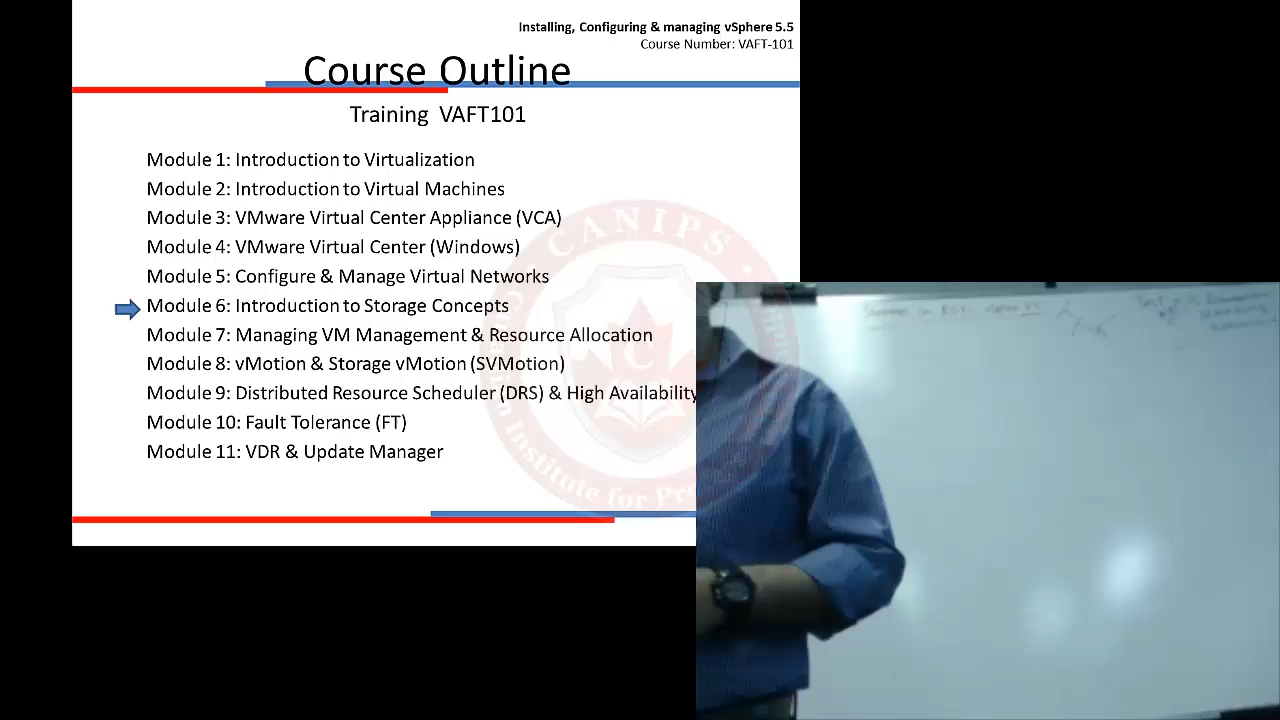 Installing, Configuring & managing vSphere 5.5
Course Number: VAFT-101
Course Outline
Training VAFT101
Module 1: Introduction to Virtualization
Module 2: Introduction to Virtual Machines
Module 3: VMware Virtual Center Appliance (VCA)
Module 4: VMware Virtual Center (Windows)
Module 5: Configure & Manage Virtual Networks
Module 6: Introduction to Storage Concepts
Module 7: Managing VM Management & Resource Allocation
Module 8: vMotion & Storage vMotion (SVMotion)
Module 9: Distributed Resource Scheduler (DRS) & High Availability
Module 10: Fault Tolerance (FT)
Module 11: VDR & Update Manager
CANIPS
Institute for